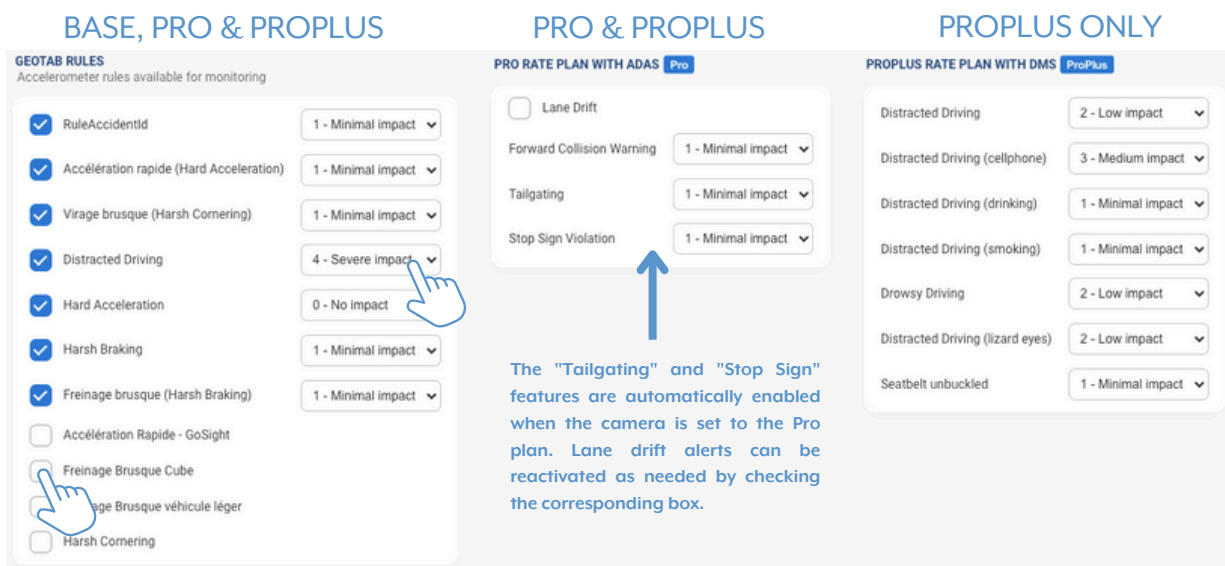 BASE, PRO & PROPLUS
GEOTAB RULES
Accelerometer rules available for monitoring
RuleAccidentId 1 - Minimal impact
Accélération rapide (Hard Acceleration) 1 - Minimal impact
Virage brusque (Harsh Cornering) 1 - Minimal impact
Distracted Driving 4 - Severe impact
Hard Acceleration 0 - No impact
Harsh Braking 1 - Minimal impact
Freinage brusque (Harsh Braking) 1 - Minimal impact
Accélération Rapide - GoSight
Freinage Brusque Cube
age Brusque véhicule léger
Harsh Cornering
PRO & PROPLUS
PRO RATE PLAN WITH ADAS Pro
Lane Drift
Forward Collision Warning 1 - Minimal impact
Tailgating 1 - Minimal impact
Stop Sign Violation 1 - Minimal impact
The "Tailgating" and "Stop Sign"
features are automatically enabled
when the camera is set to the Pro
plan. Lane drift alerts can be
reactivated as needed by checking
the corresponding box.
PROPLUS ONLY
PROPLUS RATE PLAN WITH DMS ProPlus
Distracted Driving 2 - Low impact
Distracted Driving (cellphone) 3 - Medium impact
Distracted Driving (drinking) 1 - Minimal impact
Distracted Driving (smoking) 1 - Minimal impact
Drowsy Driving 2 - Low impact
Distracted Driving (lizard eyes) 2 - Low impact
Seatbelt unbuckled 1 - Minimal impact